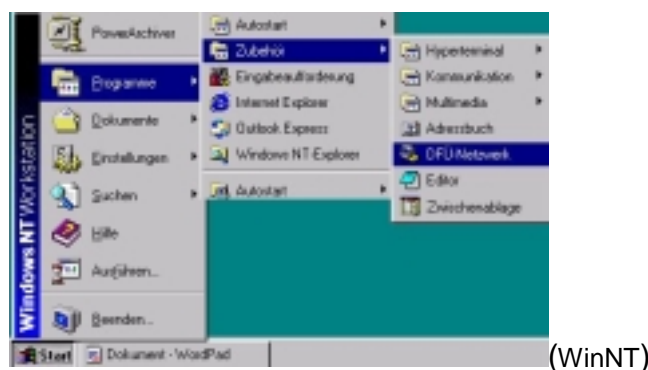 PowerArchiver
Programme
Dokumente
Einstellungen
Suchen
Hilfe
Ausführen...
Beenden...
Windows NT Workstation
Autostart
Zubehör
Eingabeaufforderung
Internet Explorer
Outlook Express
Windows NT-Explorer
Autostart
Hyperterminal
Kommunikation
Multimedia
Adressbuch
DFÜ-Netzwerk
Editor
Zwischenablage
Start
Dokument - WordPad
(WinNT)